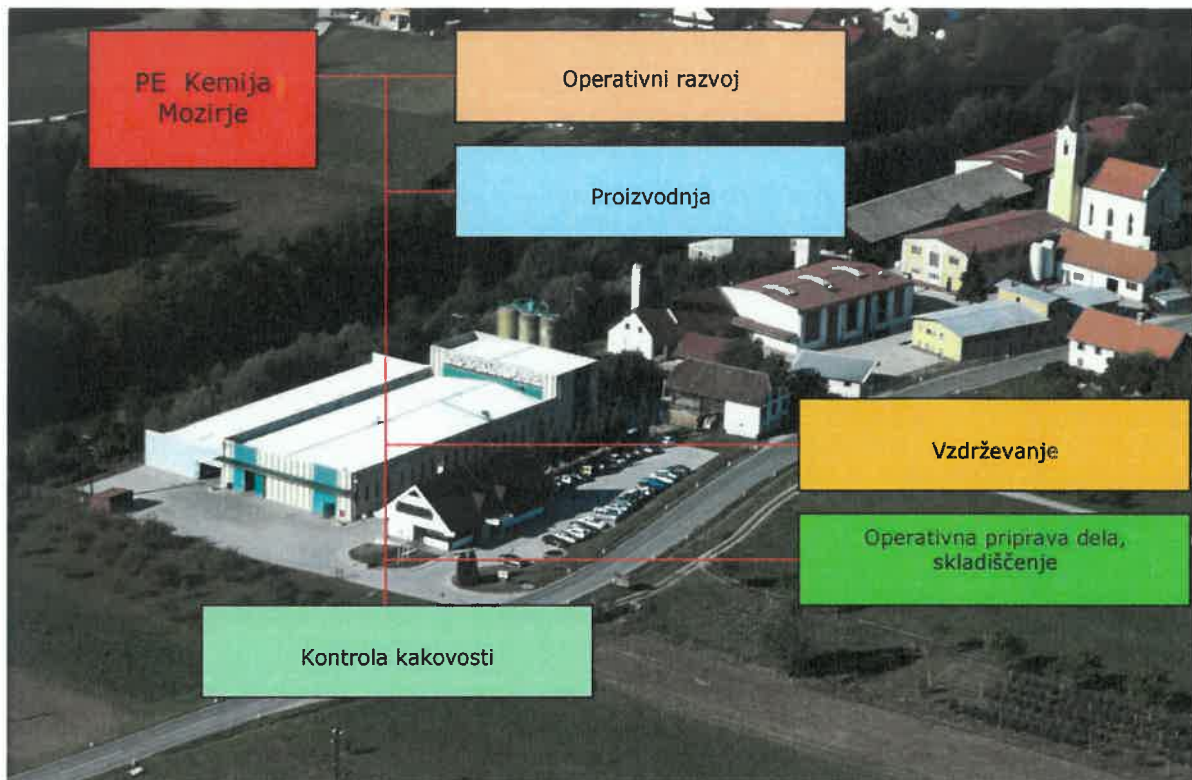 PE Kemija
Mozirje
Operativni razvoj
Proizvodnja
Vzdrževanje
Operativna priprava dela,
skladiščenje
Kontrola kakovosti